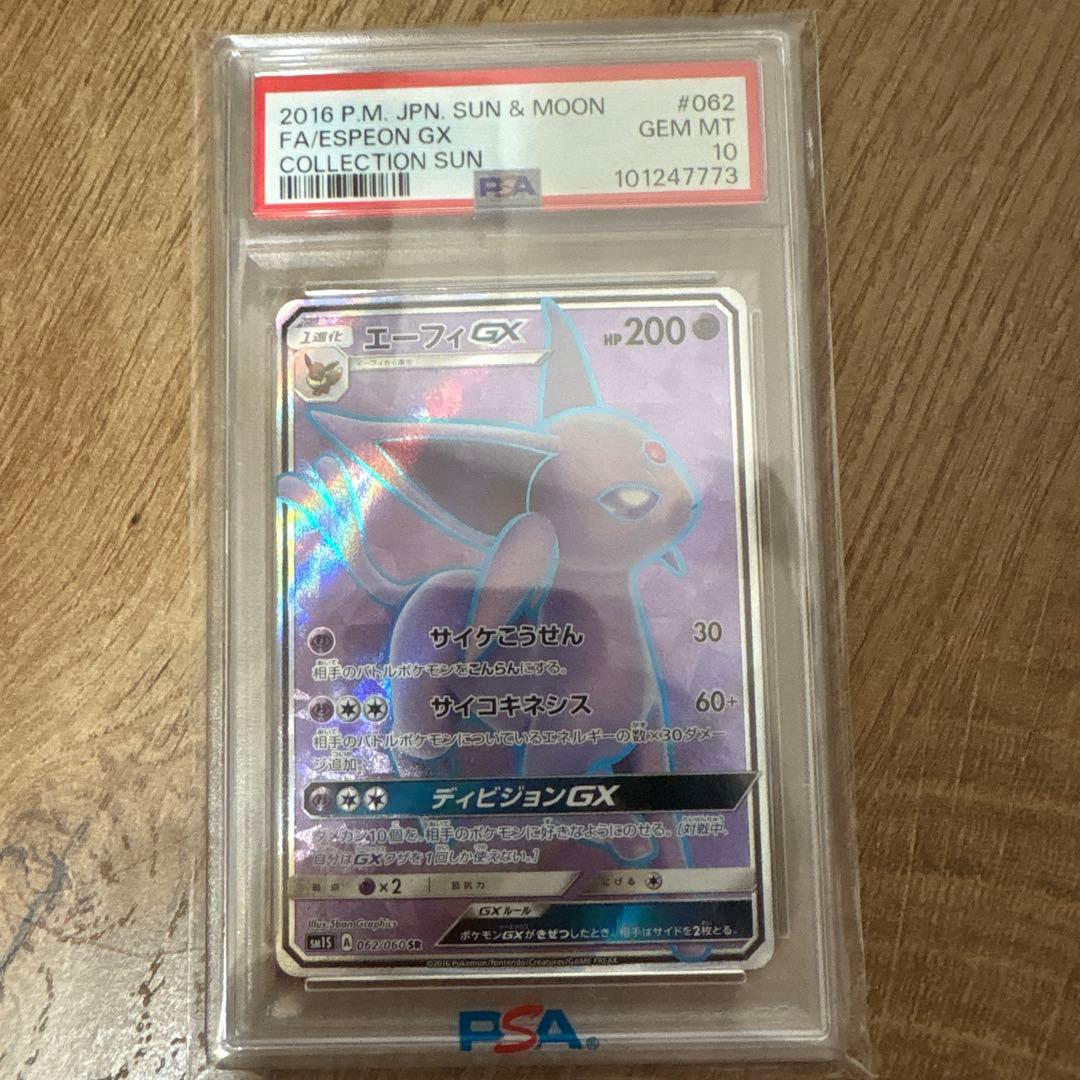 2016 P.M. JPN. SUN & MOON #062
FA/ESPEON GX GEM MT
COLLECTION SUN 10
PSA 101247773
1進化 エーフィGX HP200
サイケこうせん 30
相手のバトルポケモンをこんらんにする。
サイコキネシス 60+
相手のバトルポケモンについているエネルギーの数×30ダメー
ジ追加。
ディビジョンGX
ダメカン10個を、相手のポケモンに好きなようにのせる。[対戦中、
自分はGXワザを1回しか使えない。]
弱点 ×2 抵抗力 にげる
GXルール
Illus. 5ban Graphics
ポケモンGXがきぜつしたとき、相手はサイドを2枚とる。
SM1S A 062/060 SR
©2016 Pokémon/Nintendo/Creatures/GAME FREAK
PSA®